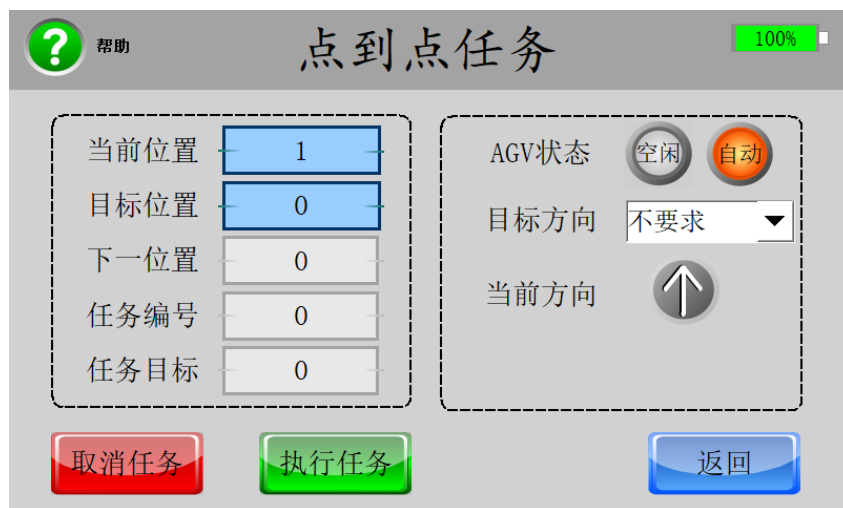 帮助
点到点任务
100%
当前位置 1
目标位置 0
下一位置 0
任务编号 0
任务目标 0
AGV状态 空闲 自动
目标方向 不要求
当前方向
取消任务 执行任务 返回